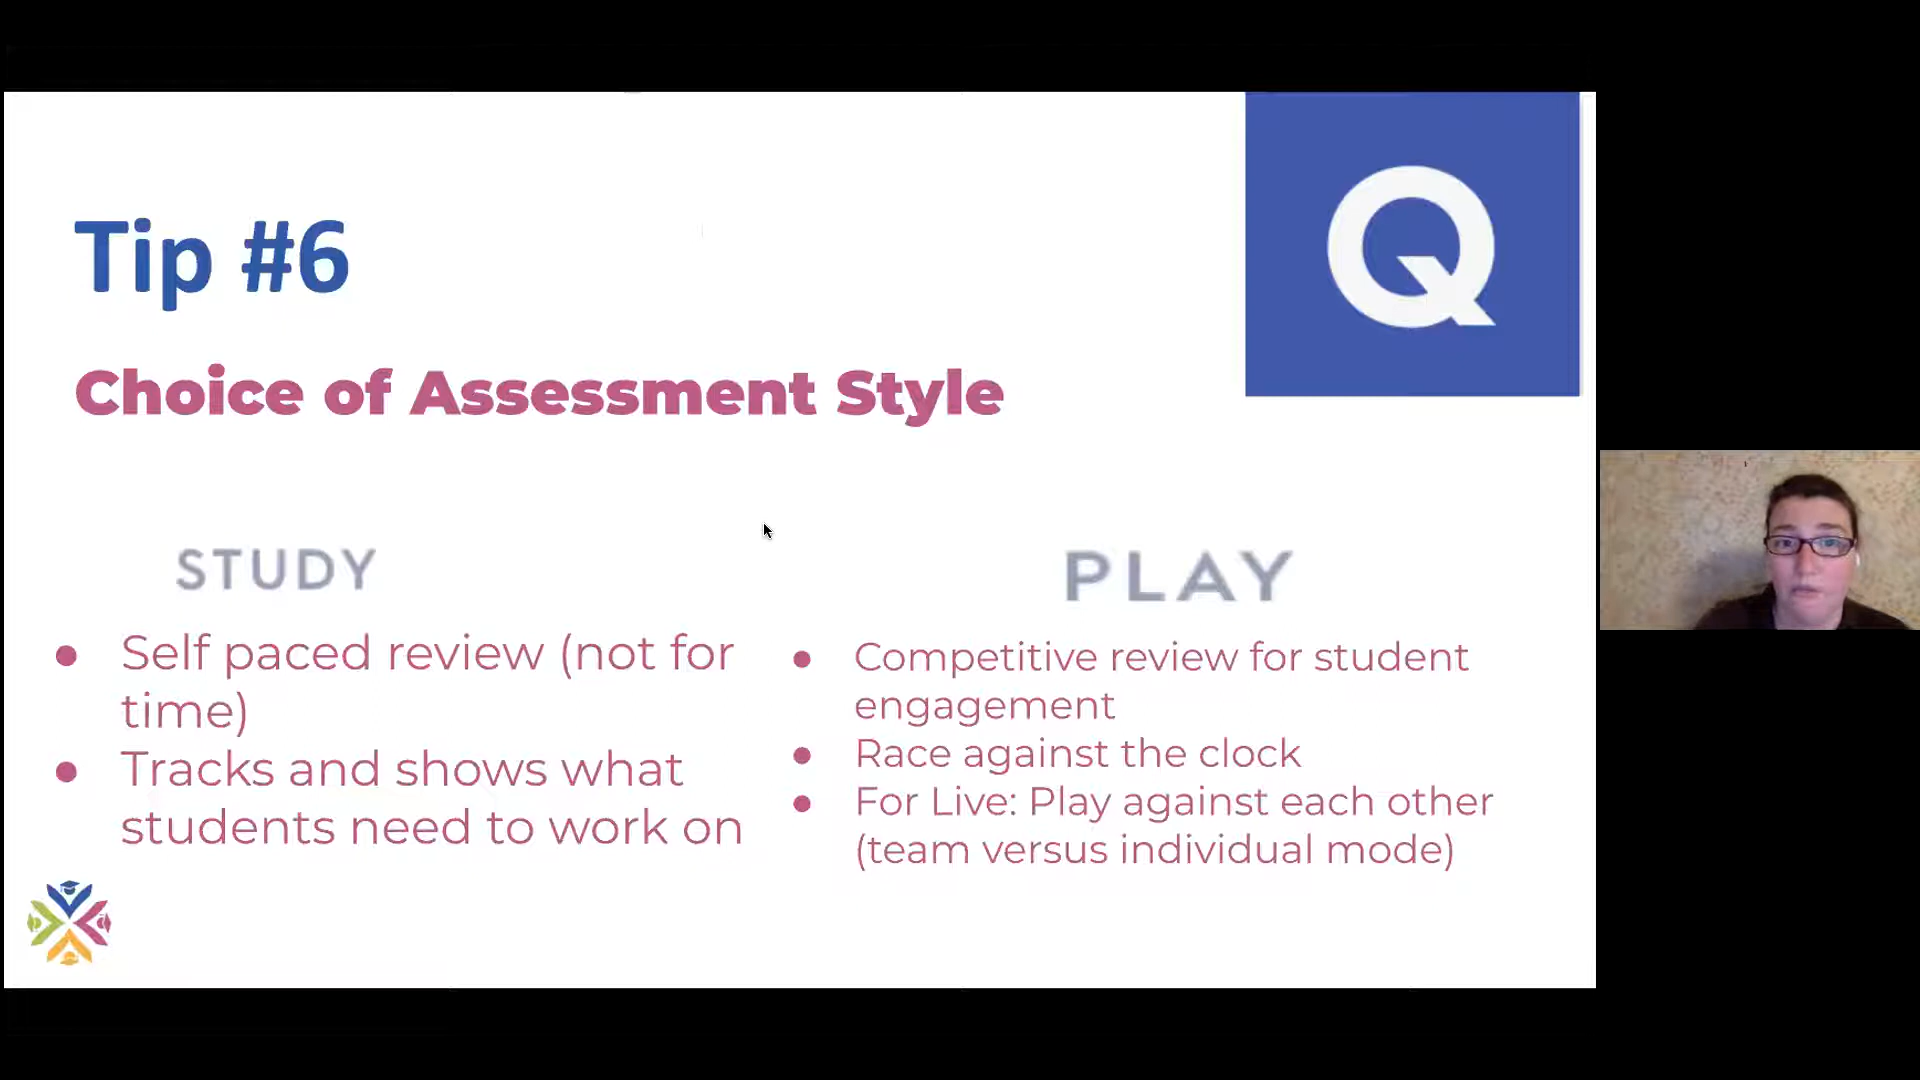 Q
Tip #6
Choice of Assessment Style
STUDY
● Self paced review (not for
time)
● Tracks and shows what
students need to work on
PLAY
● Competitive review for student
engagement
● Race against the clock
● For Live: Play against each other
(team versus individual mode)